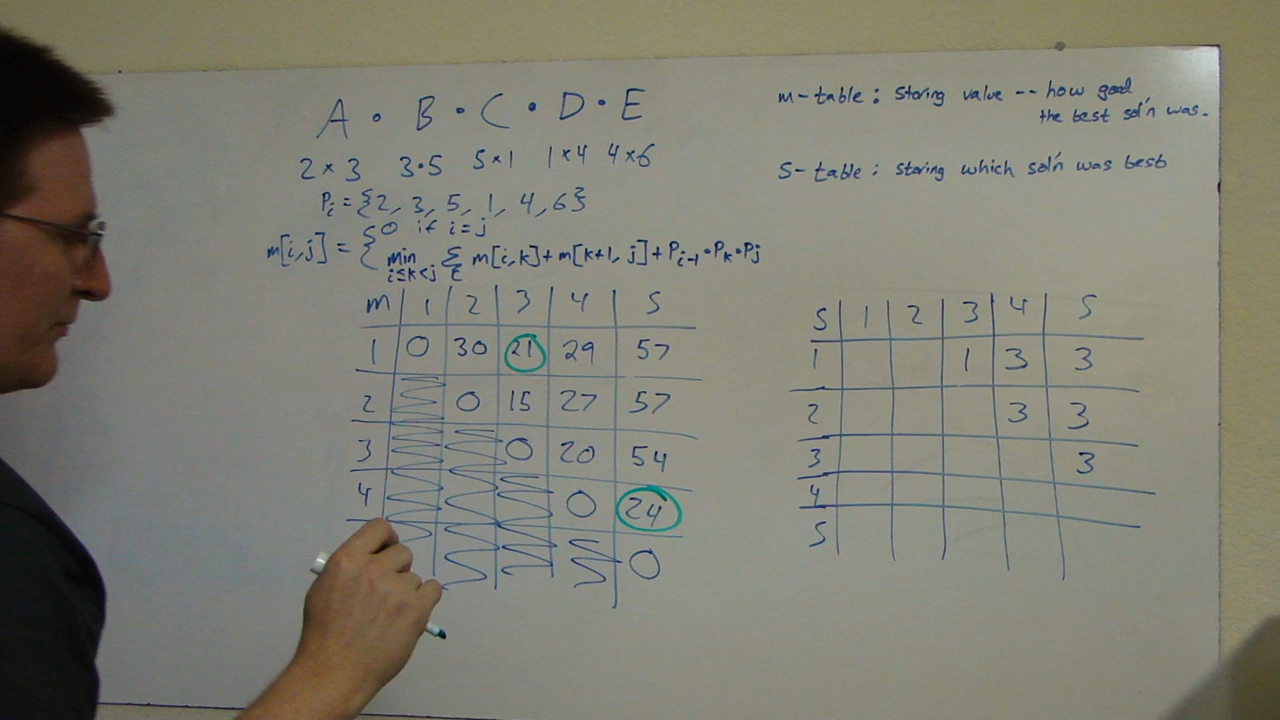 A • B • C • D • E
2×3 3•5 5×1 1×4 4×6
Pi = {2, 3, 5, 1, 4, 6}
m[i,j] = { 0 if i=j
min i≤k<j { m[i,k]+m[k+1, j]+Pi-1•Pk•Pj
m 1 2 3 4 5
1 0 30 21 29 57
2 0 15 27 57
3 0 20 54
4 0 24
0
m-table: Storing value -- how good
the best sol'n was.
S-table: Storing which sol'n was best
S 1 2 3 4 5
1 1 3 3
2 3 3
3 3
4
5